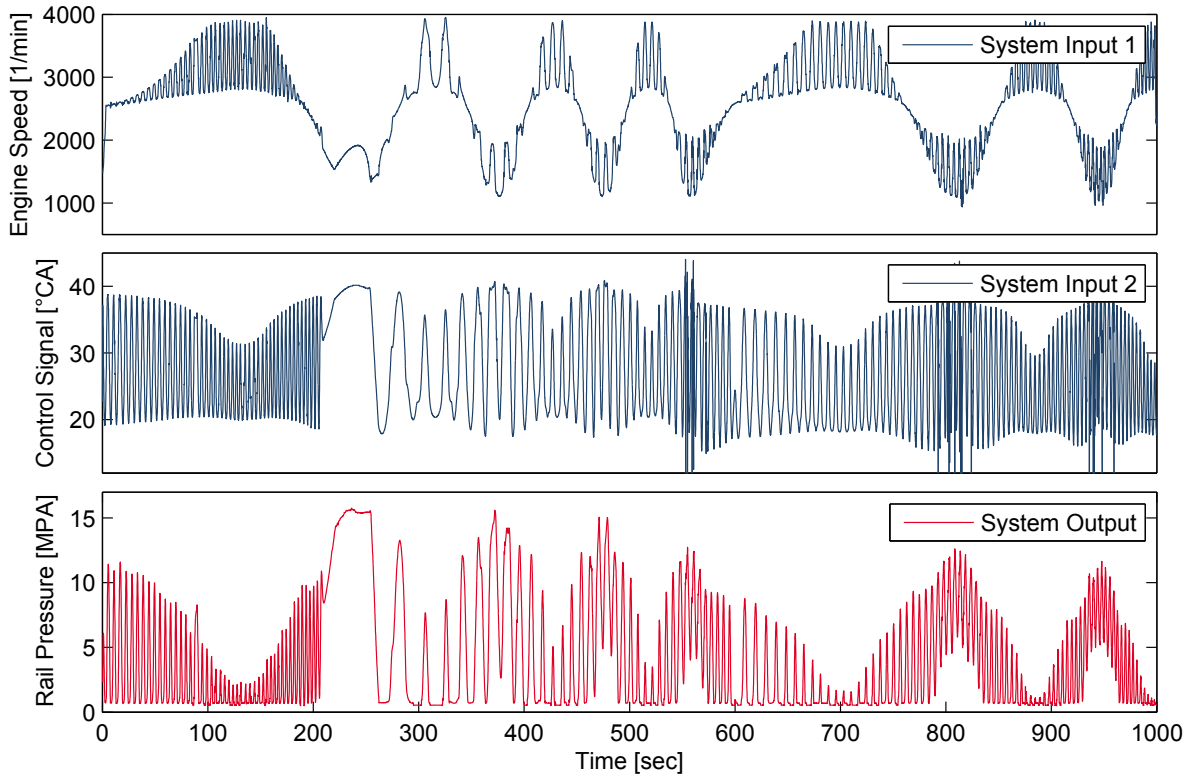 4000
3000
2000
1000
Engine Speed [1/min]
System Input 1
40
30
20
Control Signal [°CA]
System Input 2
15
10
5
0
Rail Pressure [MPA]
System Output
0 100 200 300 400 500 600 700 800 900 1000
Time [sec]